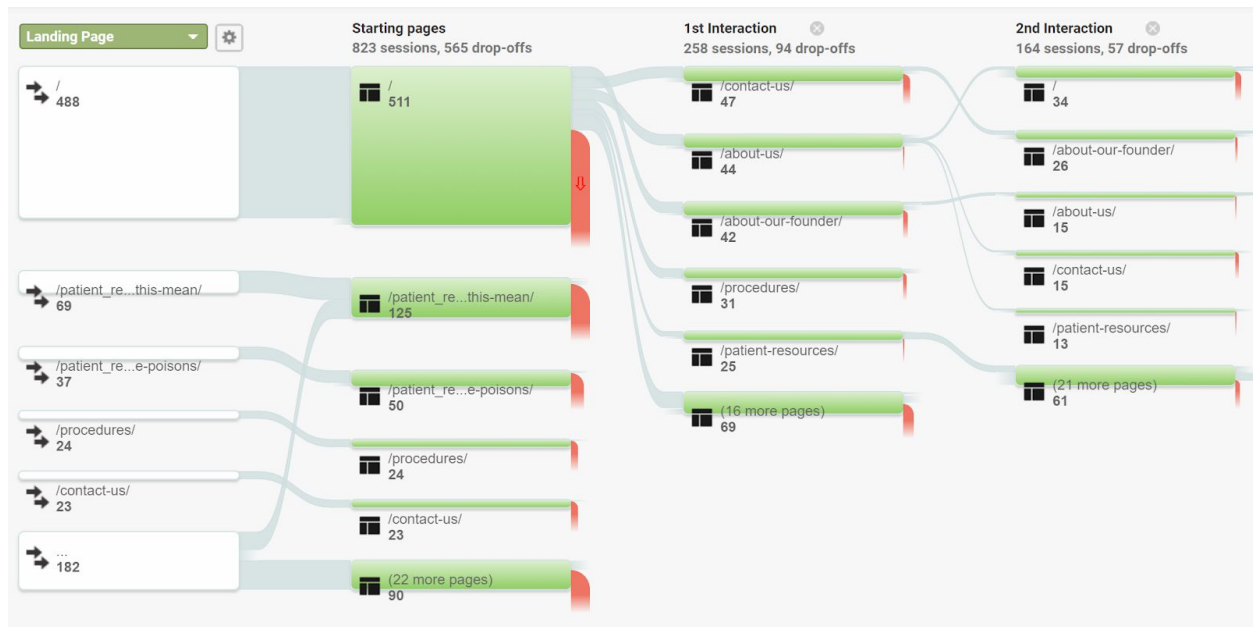 Landing Page
/
488
/patient_re...this-mean/
69
/patient_re...e-poisons/
37
/procedures/
24
/contact-us/
23
...
182
Starting pages
823 sessions, 565 drop-offs
/
511
/patient_re...this-mean/
125
/patient_re...e-poisons/
50
/procedures/
24
/contact-us/
23
(22 more pages)
90
1st Interaction
258 sessions, 94 drop-offs
/contact-us/
47
/about-us/
44
/about-our-founder/
42
/procedures/
31
/patient-resources/
25
(16 more pages)
69
2nd Interaction
164 sessions, 57 drop-offs
/
34
/about-our-founder/
26
/about-us/
15
/contact-us/
15
/patient-resources/
13
(21 more pages)
61